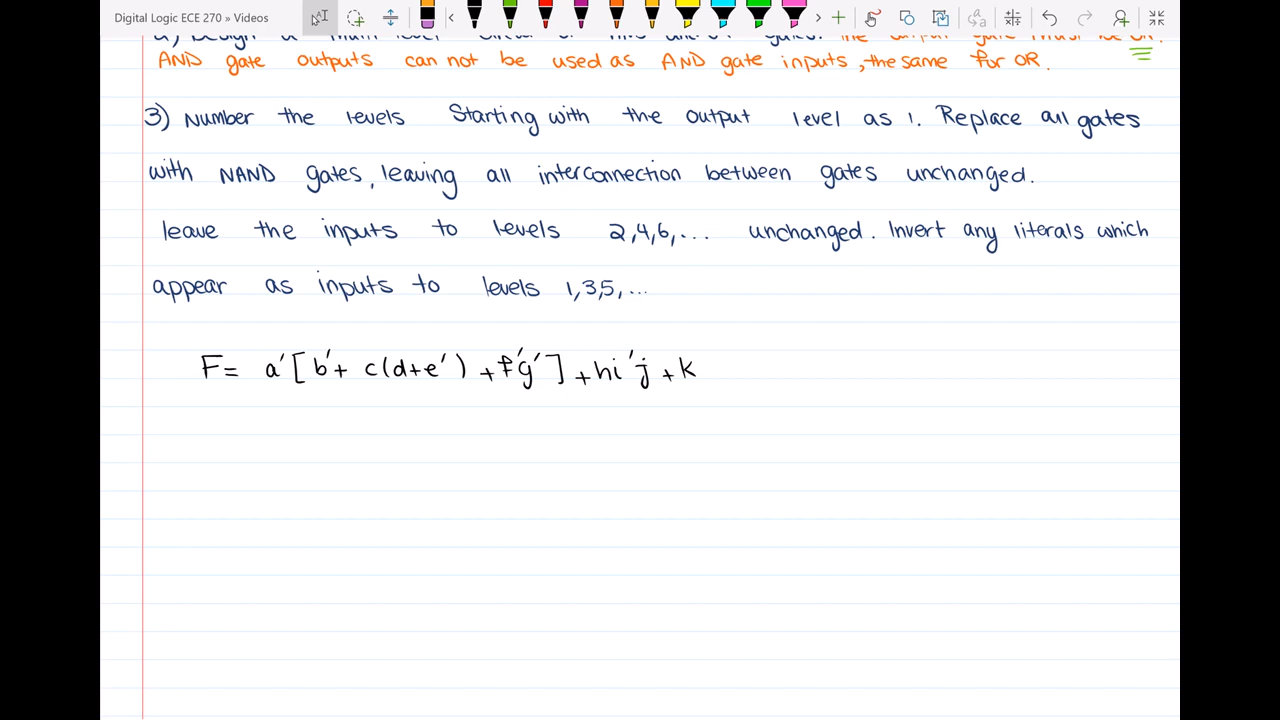 Digital Logic ECE 270 » Videos
AND gate outputs can not be used as AND gate inputs, the same for OR.
3) Number the levels Starting with the output level as 1. Replace all gates
with NAND gates, leaving all interconnection between gates unchanged.
leave the inputs to levels 2,4,6,... unchanged. Invert any literals which
appear as inputs to levels 1,3,5,...
F= a'[b'+ c(d+e') +f'g'] +hi'j +k